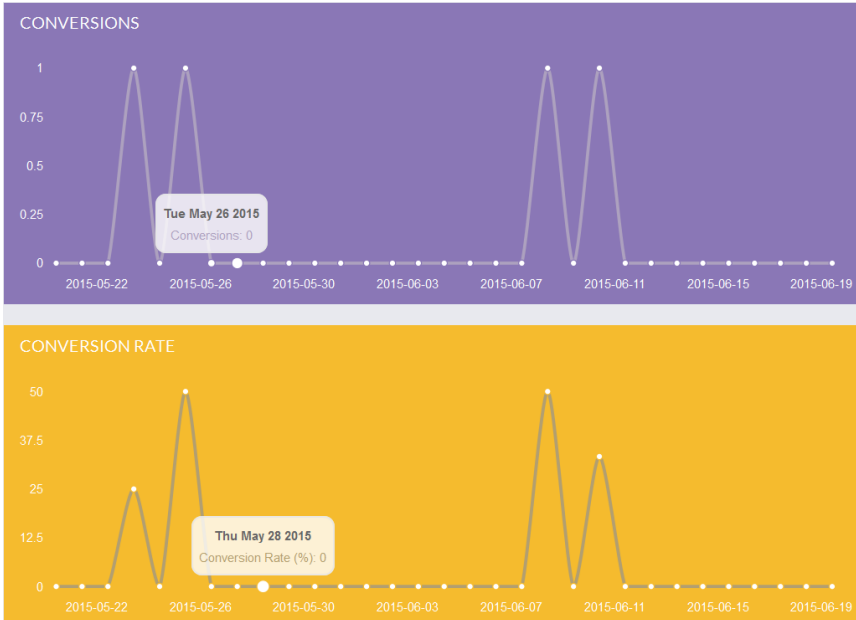 CONVERSIONS
1
0.75
0.5
0.25
0
Tue May 26 2015
Conversions: 0
2015-05-22 2015-05-26 2015-05-30 2015-06-03 2015-06-07 2015-06-11 2015-06-15 2015-06-19
CONVERSION RATE
50
37.5
25
12.5
0
Thu May 28 2015
Conversion Rate (%): 0
2015-05-22 2015-05-26 2015-05-30 2015-06-03 2015-06-07 2015-06-11 2015-06-15 2015-06-19